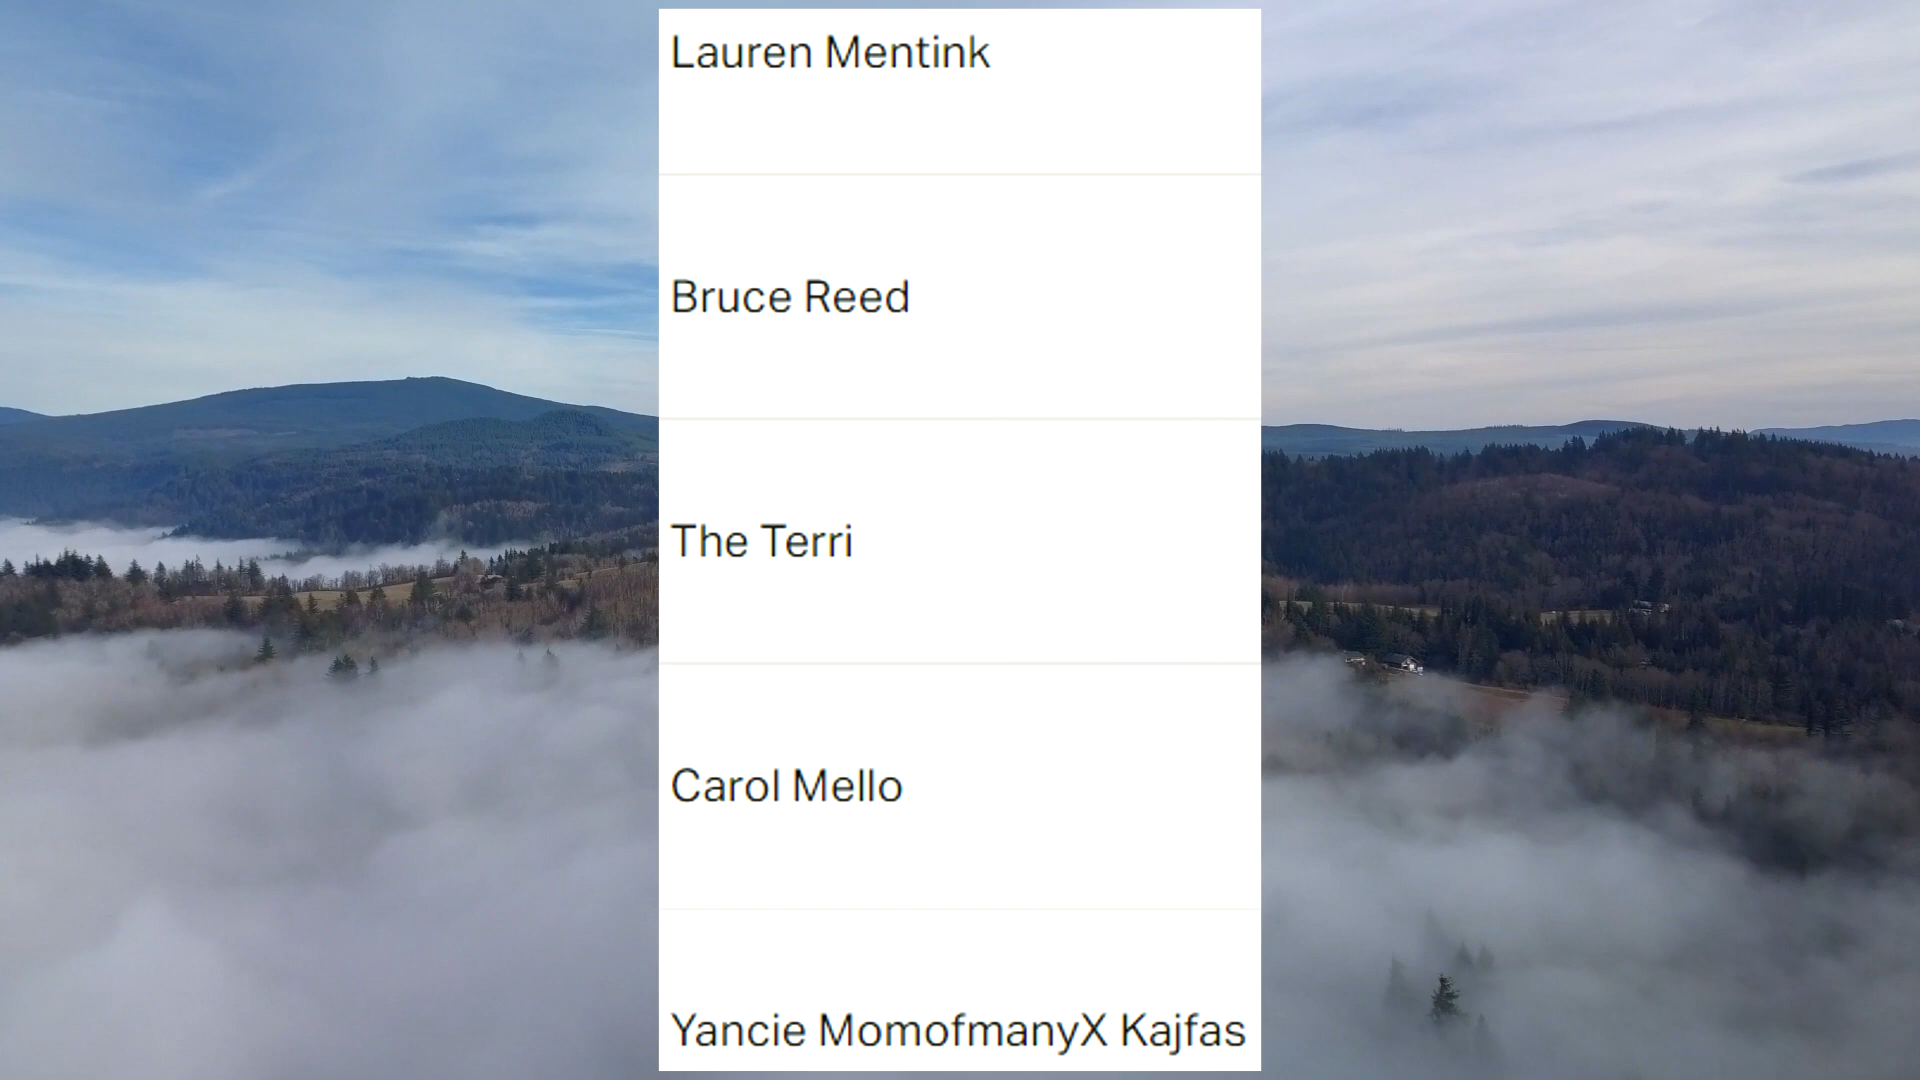 Lauren Mentink
Bruce Reed
The Terri
Carol Mello
Yancie MomofmanyX Kajfas